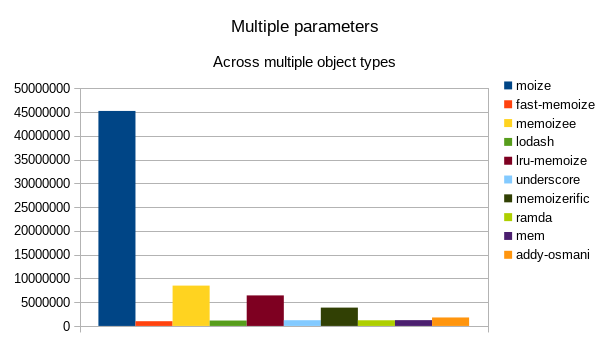 Multiple parameters
Across multiple object types
50000000
45000000
40000000
35000000
30000000
25000000
20000000
15000000
10000000
5000000
0
moize
fast-memoize
memoizee
lodash
lru-memoize
underscore
memoizerific
ramda
mem
addy-osmani